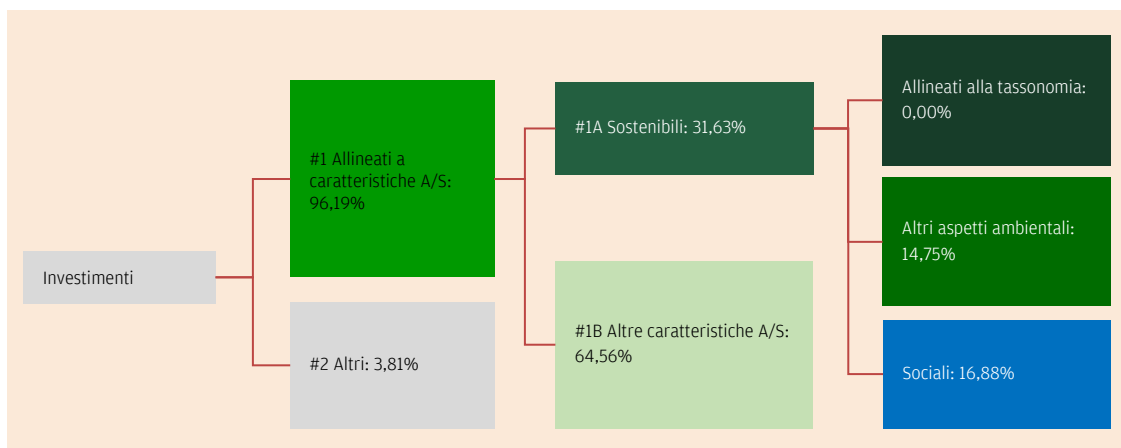 Investimenti
#1 Allineati a
caratteristiche A/S:
96,19%
#2 Altri: 3,81%
#1A Sostenibili: 31,63%
#1B Altre caratteristiche A/S:
64,56%
Allineati alla tassonomia:
0,00%
Altri aspetti ambientali:
14,75%
Sociali: 16,88%